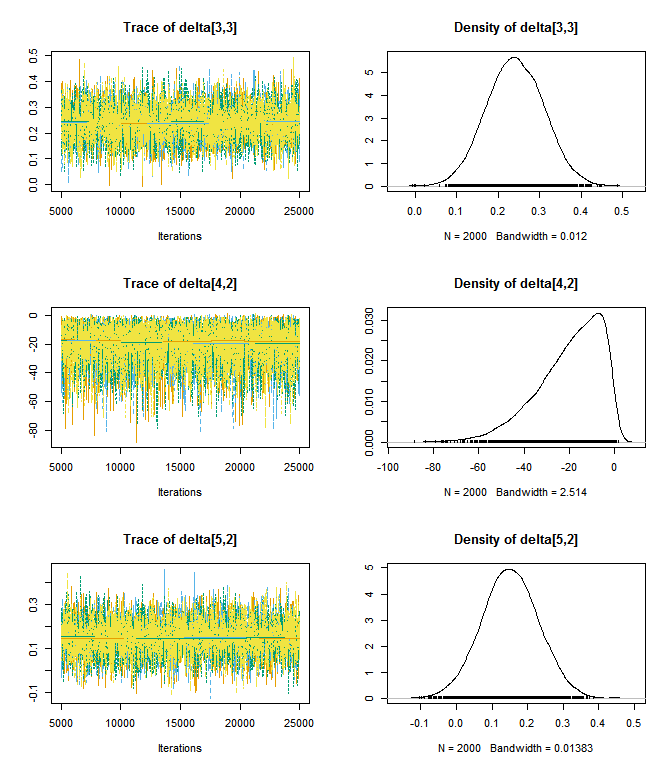 Trace of delta[3,3]
0.5
0.4
0.3
0.2
0.1
0.0
5000 10000 15000 20000 25000
Iterations
Density of delta[3,3]
5
4
3
2
1
0
0.0 0.1 0.2 0.3 0.4 0.5
N = 2000 Bandwidth = 0.012
Trace of delta[4,2]
0
-20
-40
-60
-80
5000 10000 15000 20000 25000
Iterations
Density of delta[4,2]
0.030
0.020
0.010
0.000
-100 -80 -60 -40 -20 0
N = 2000 Bandwidth = 2.514
Trace of delta[5,2]
0.3
0.1
-0.1
5000 10000 15000 20000 25000
Iterations
Density of delta[5,2]
5
4
3
2
1
0
-0.1 0.0 0.1 0.2 0.3 0.4 0.5
N = 2000 Bandwidth = 0.01383